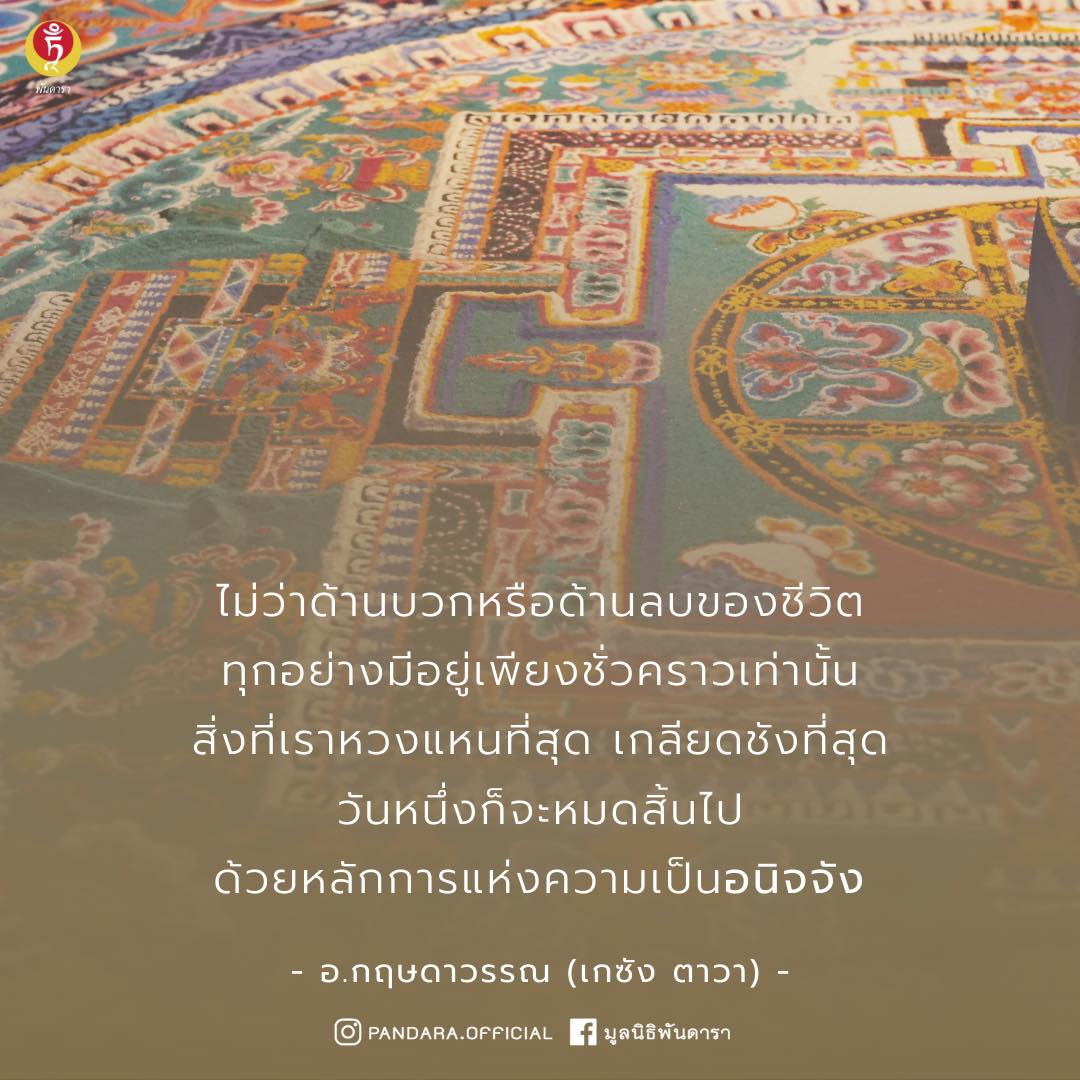 พันดารา
ไม่ว่าด้านบวกหรือด้านลบของชีวิต
ทุกอย่างมีอยู่เพียงชั่วคราวเท่านั้น
สิ่งที่เราหวงแหนที่สุด เกลียดชังที่สุด
วันหนึ่งก็จะหมดสิ้นไป
ด้วยหลักการแห่งความเป็นอนิจจัง
- อ.กฤษดาวรรณ (เกซัง ตาวา) -
PANDARA.OFFICIAL มูลนิธิพันดารา